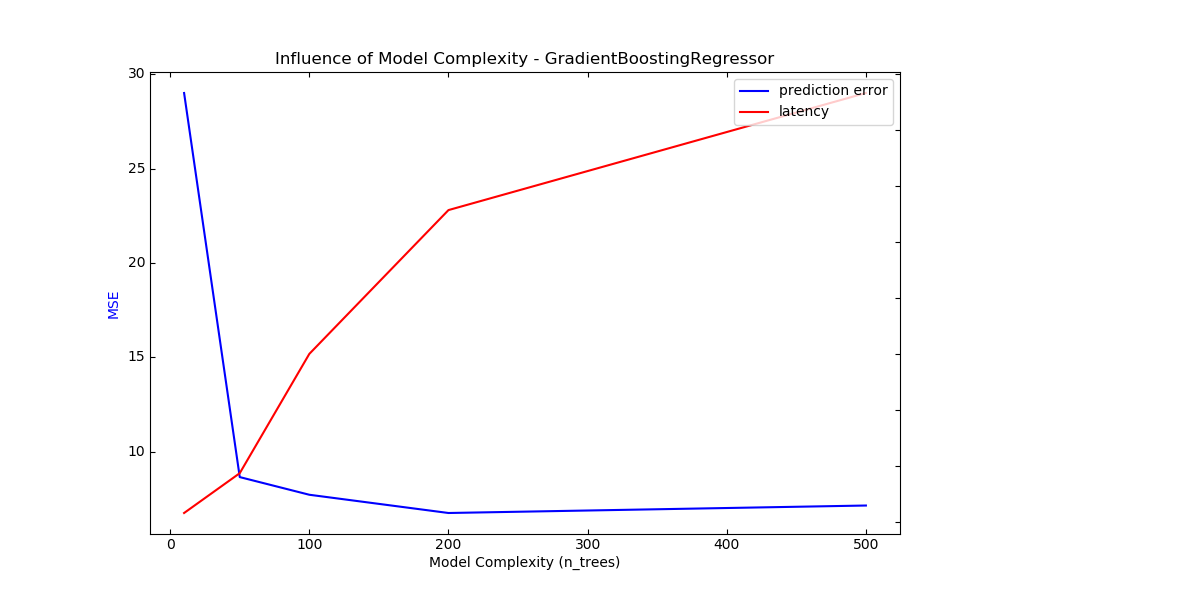 Influence of Model Complexity - GradientBoostingRegressor
prediction error
latency
30
25
20
15
10
MSE
0 100 200 300 400 500
Model Complexity (n_trees)